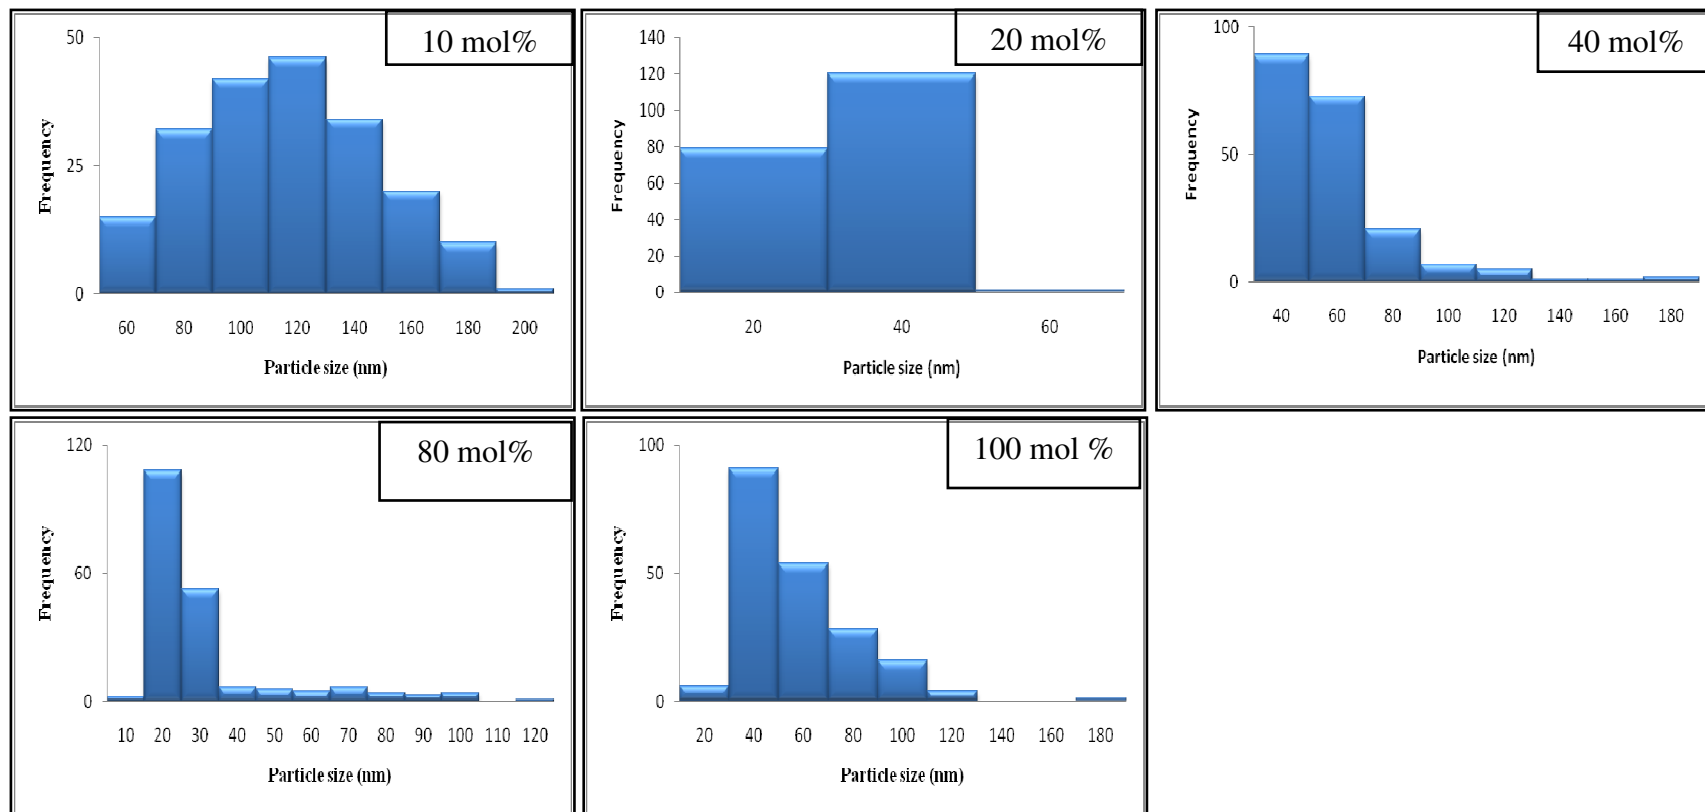 10 mol%
50
25
0
Frequency
60 80 100 120 140 160 180 200
Particle size (nm)
20 mol%
140
120
100
80
60
40
20
0
Frequency
20 40 60
Particle size (nm)
40 mol%
100
50
0
Frequency
40 60 80 100 120 140 160 180
Particle size (nm)
80 mol%
120
60
0
Frequency
10 20 30 40 50 60 70 80 90 100 110 120
Particle size (nm)
100 mol %
100
50
0
Frequency
20 40 60 80 100 120 140 160 180
Particle size (nm)